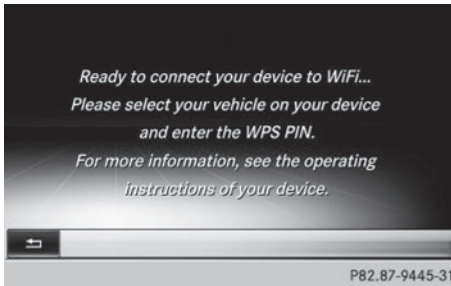 Ready to connect your device to WiFi...
Please select your vehicle on your device
and enter the WPS PIN.
For more information, see the operating
instructions of your device.
P82.87-9445-31